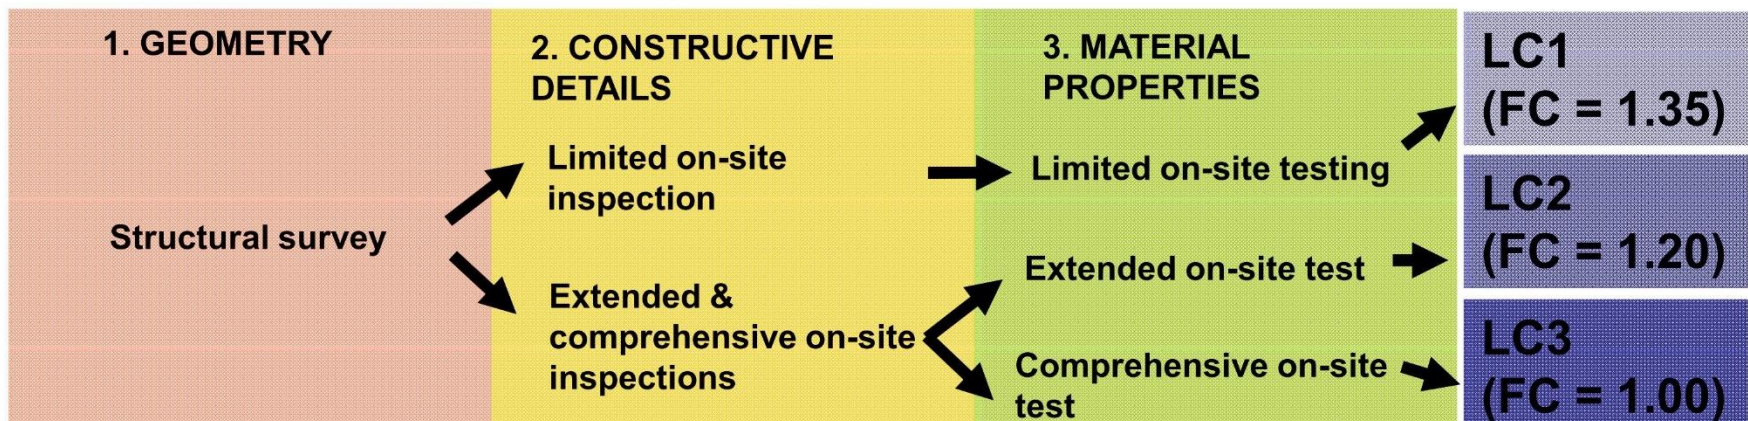 1. GEOMETRY
Structural survey
2. CONSTRUCTIVE
DETAILS
Limited on-site
inspection
Extended &
comprehensive on-site
inspections
3. MATERIAL
PROPERTIES
Limited on-site testing
Extended on-site test
Comprehensive on-site
test
LC1
(FC = 1.35)
LC2
(FC = 1.20)
LC3
(FC = 1.00)